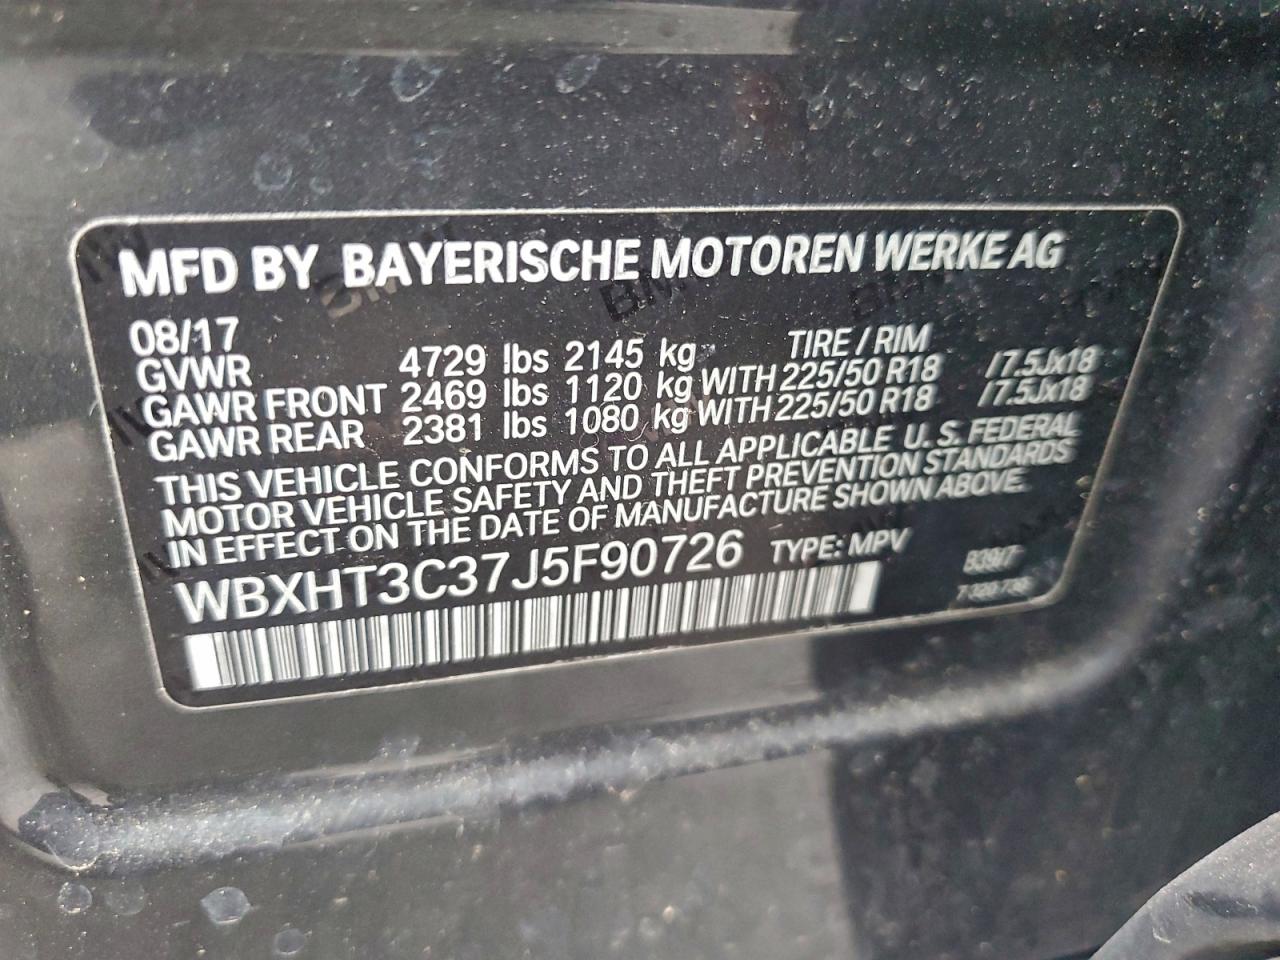 MFD BY BAYERISCHE MOTOREN WERKE AG
08/17 TIRE / RIM
GVWR 4729 lbs 2145 kg
GAWR FRONT 2469 lbs 1120 kg WITH 225/50 R18 /7.5Jx18
GAWR REAR 2381 lbs 1080 kg WITH 225/50 R18 /7.5Jx18
THIS VEHICLE CONFORMS TO ALL APPLICABLE U.S. FEDERAL
MOTOR VEHICLE SAFETY AND THEFT PREVENTION STANDARDS
IN EFFECT ON THE DATE OF MANUFACTURE SHOWN ABOVE.
WBXHT3C37J5F90726 TYPE: MPV